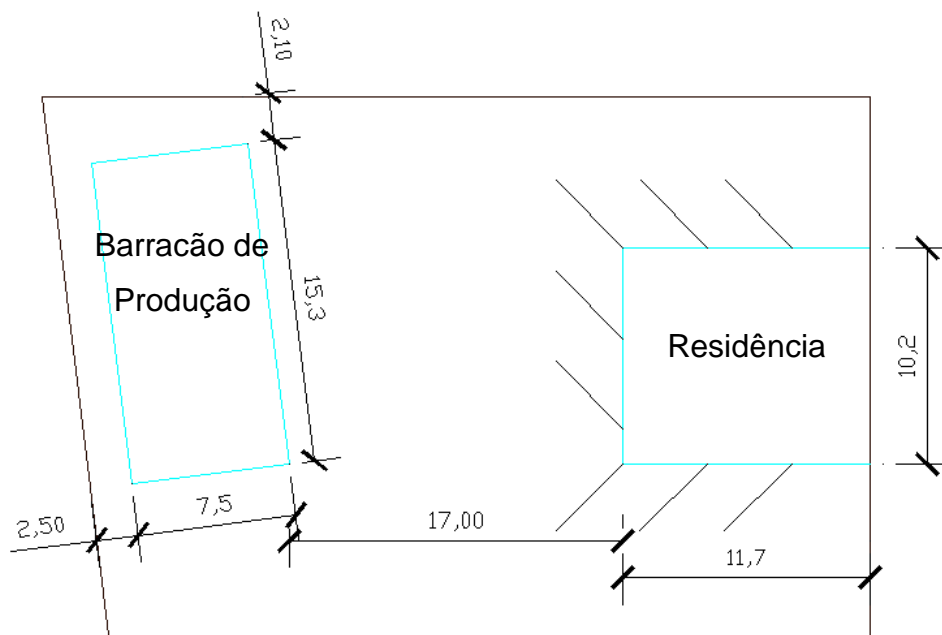 2,10
Barracão de
Produção
15,3
Residência
10,2
2,50
7,5
17,00
11,7